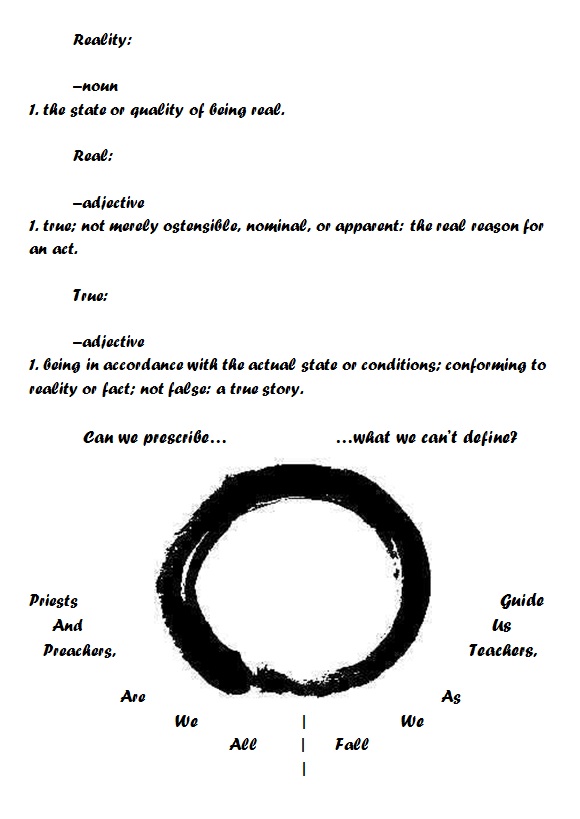 Reality:
–noun
1. the state or quality of being real.
Real:
–adjective
1. true; not merely ostensible, nominal, or apparent: the real reason for
an act.
True:
–adjective
1. being in accordance with the actual state or conditions; conforming to
reality or fact; not false: a true story.
Can we prescribe… …what we can't define?
Priests Guide
And Us
Preachers, Teachers,
Are As
We | We
All | Fall
|